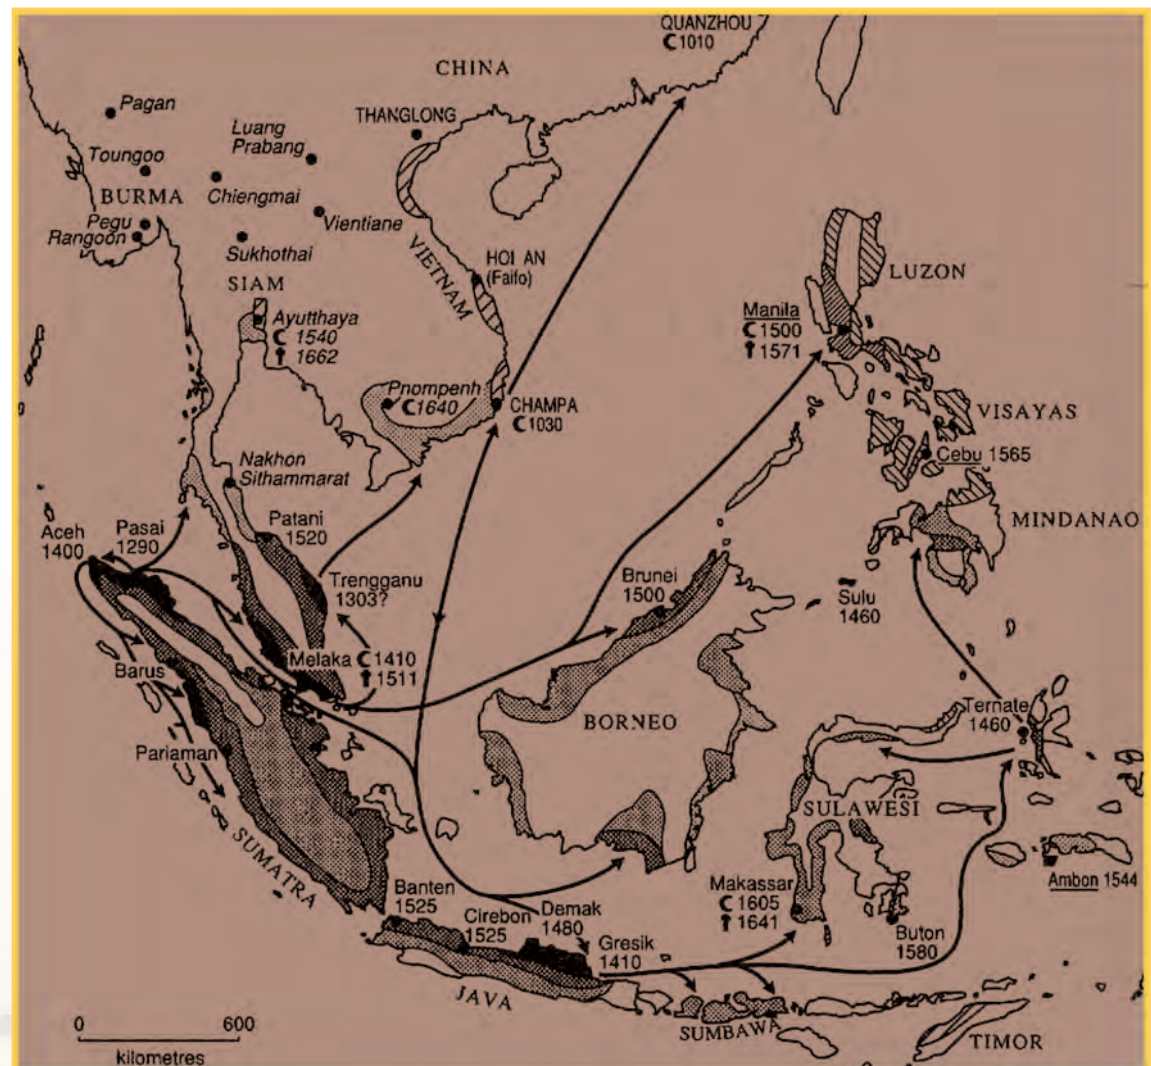 QUANZHOU
☾1010
CHINA
Pagan
THANGLONG
Luang
Prabang
Toungoo
BURMA
Chiengmai
Pegu
Rangoon
Vientiane
Sukhothai
VIETNAM
HOI AN
(Faifo)
SIAM
LUZON
Ayutthaya
☾1540
✝1662
Manila
☾1500
✝1571
Pnompenh
☾1640
CHAMPA
☾1030
VISAYAS
Cebu 1565
Nakhon
Sithammarat
MINDANAO
Aceh
1400
Pasai
1290
Patani
1520
Trengganu
1303?
Brunei
1500
Sulu
1460
Melaka ☾1410
✝1511
Barus
BORNEO
Ternate
1460
Pariaman
SULAWESI
SUMATRA
Banten
1525
Cirebon
1525
Demak
1480
Gresik
1410
Makassar
☾1605
✝1641
Buton
1580
Ambon 1544
JAVA
SUMBAWA
TIMOR
0 600
kilometres